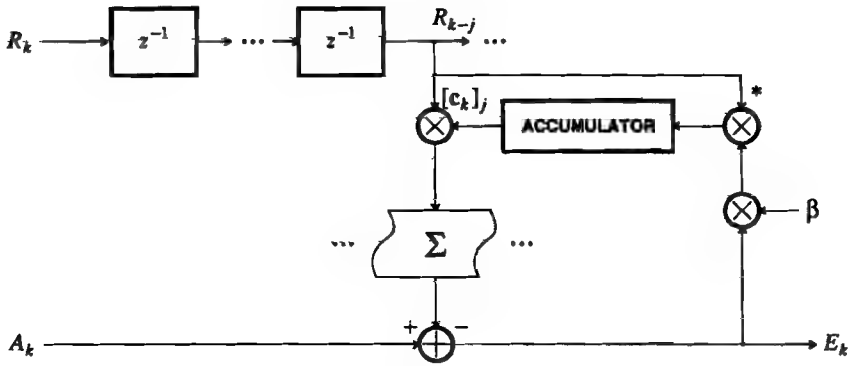 R_{k-j}
R_k z^{-1} ... z^{-1} ...
[c_k]_j *
ACCUMULATOR
β
... Σ ...
+ −
A_k E_k